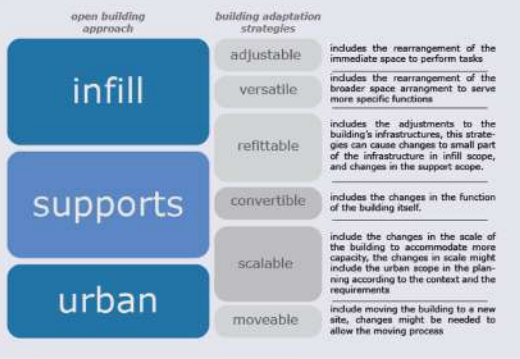 open building
approach
building adaptation
strategies
infill
supports
urban
adjustable
includes the rearrangement of the
immediate space to perform tasks
versatile
includes the rearrangement of the
broader space arrangment to serve
more specific functions
refittable
includes the adjustments to the
building's infrastructures, this strate-
gies can cause changes to small part
of the infrastructure in infill scope,
and changes in the support scope.
convertible
includes the changes in the function
of the building itself.
scalable
include the changes in the scale of
the building to accommodate more
capacity, the changes in scale might
include the urban scope in the plan-
ning according to the context and the
requirements
moveable
include moving the building to a new
site, changes might be needed to
allow the moving process